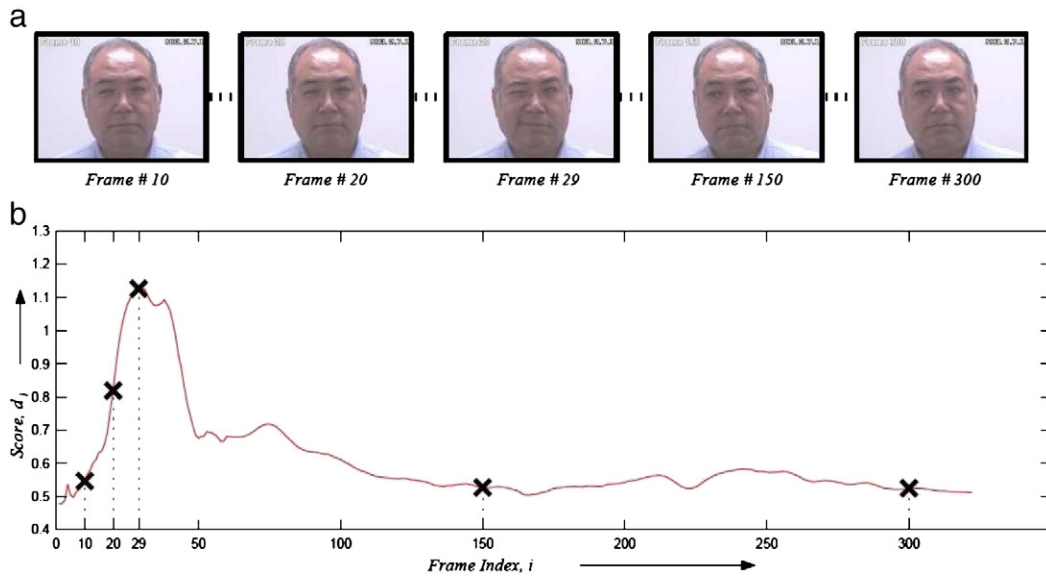 a
Frame # 10
Frame # 20
Frame # 29
Frame # 150
Frame # 300
b
1.3
1.2
1.1
1
0.9
0.8
0.7
0.6
0.5
0.4
Score, d i
0 10 20 29 50 100 150 200 250 300
Frame Index, i